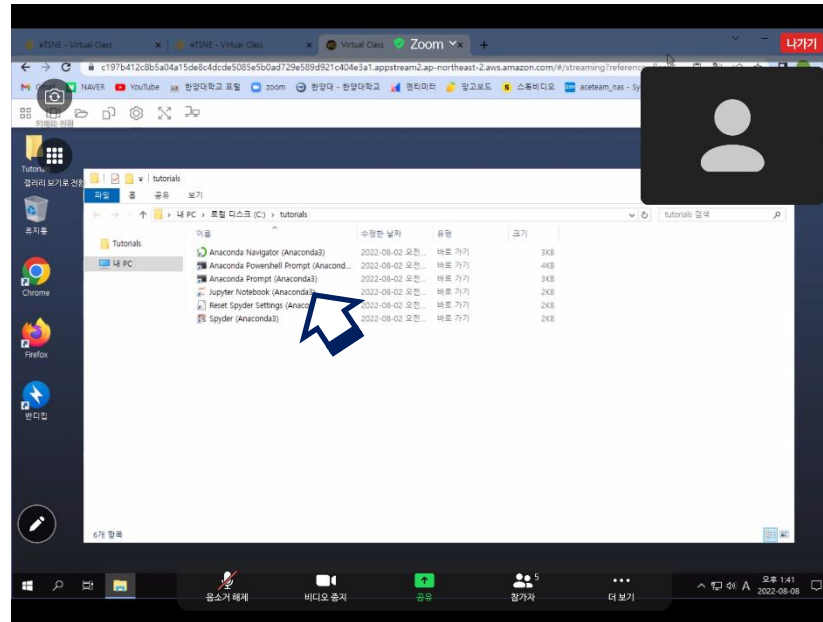 eTSNE - Virtual Class
eTSNE - Virtual Class
Virtual Class
Zoom
나가기
c197b412c8b5a04a15de8c4dcde5085e5b0ad729e589d921c404e3a1.appstream2.ap-northeast-2.aws.amazon.com/#/streaming?reference
NAVER
YouTube
한양대학교 포털
zoom
한양대 - 한양대학교
퀜티미터
망고보드
스톡비디오
aceteam_nas - Sy
갤러리 보기로 전환
tutorials
파일 홈 공유 보기
내 PC > 로컬 디스크 (C:) > tutorials
tutorials 검색
휴지통
이름 수정한 날짜 유형 크기
Tutorials
내 PC
Anaconda Navigator (Anaconda3) 2022-08-02 오전... 바로 가기 3KB
Anaconda Powershell Prompt (Anacond... 2022-08-02 오전... 바로 가기 4KB
Anaconda Prompt (Anaconda3) 2022-08-02 오전... 바로 가기 3KB
Jupyter Notebook (Anaconda3) 2022-08-02 오전... 바로 가기 2KB
Reset Spyder Settings (Anaco 2022-08-02 오전... 바로 가기 2KB
Spyder (Anaconda3) 2022-08-02 오전... 바로 가기 2KB
Chrome
Firefox
반디집
6개 항목
음소거 해제
비디오 중지
공유
5
참가자
더 보기
A
오후 1:41
2022-08-08